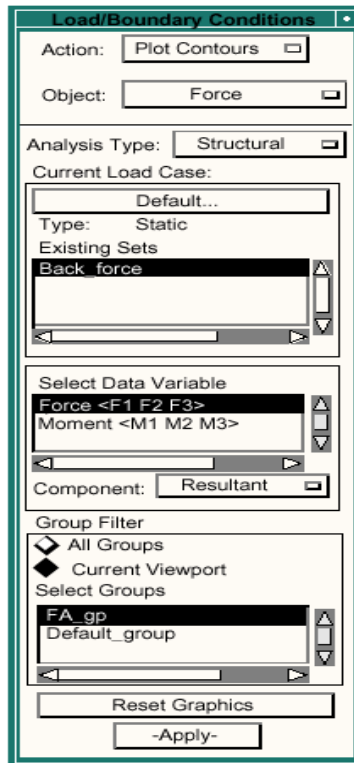 Load/Boundary Conditions
Action: Plot Contours
Object: Force
Analysis Type: Structural
Current Load Case:
Default...
Type: Static
Existing Sets
Back_force
Select Data Variable
Force <F1 F2 F3>
Moment <M1 M2 M3>
Component: Resultant
Group Filter
All Groups
Current Viewport
Select Groups
FA_gp
Default_group
Reset Graphics
-Apply-